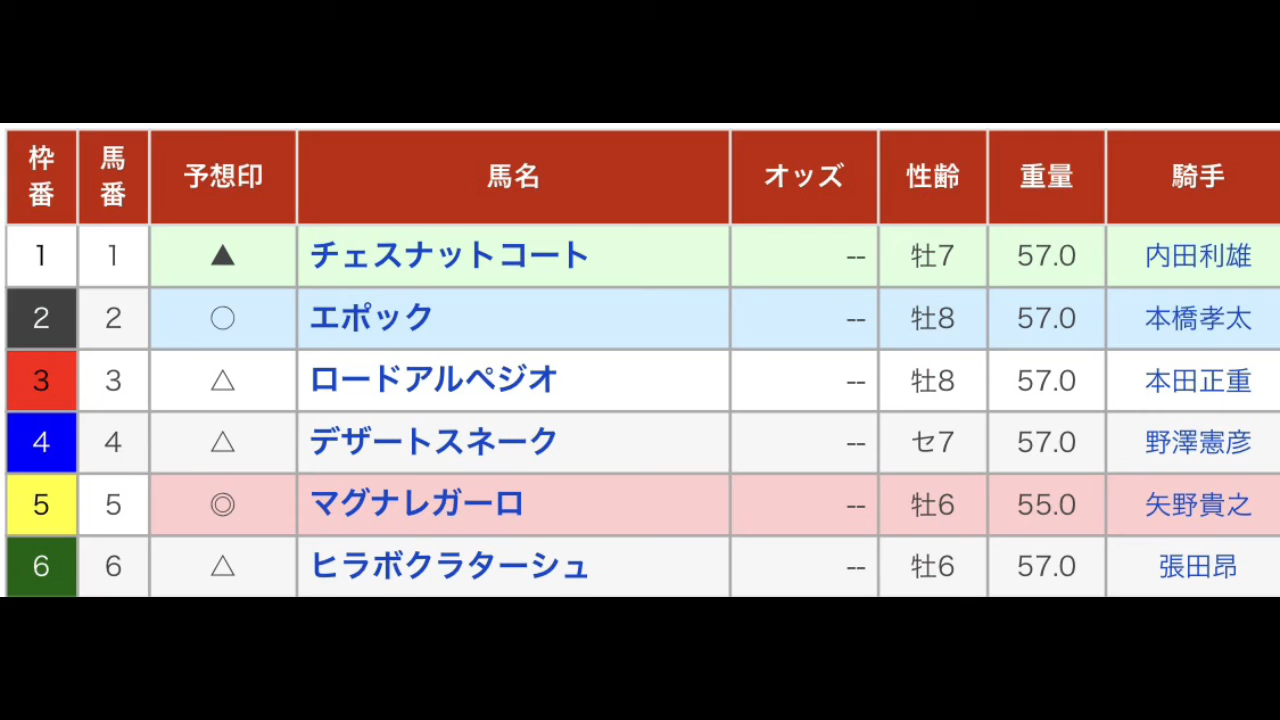 枠番 馬番 予想印 馬名 オッズ 性齢 重量 騎手
1 1 ▲ チェスナットコート -- 牡7 57.0 内田利雄
2 2 ○ エポック -- 牡8 57.0 本橋孝太
3 3 △ ロードアルペジオ -- 牡8 57.0 本田正重
4 4 △ デザートスネーク -- セ7 57.0 野澤憲彦
5 5 ◎ マグナレガーロ -- 牡6 55.0 矢野貴之
6 6 △ ヒラボクラターシュ -- 牡6 57.0 張田昂